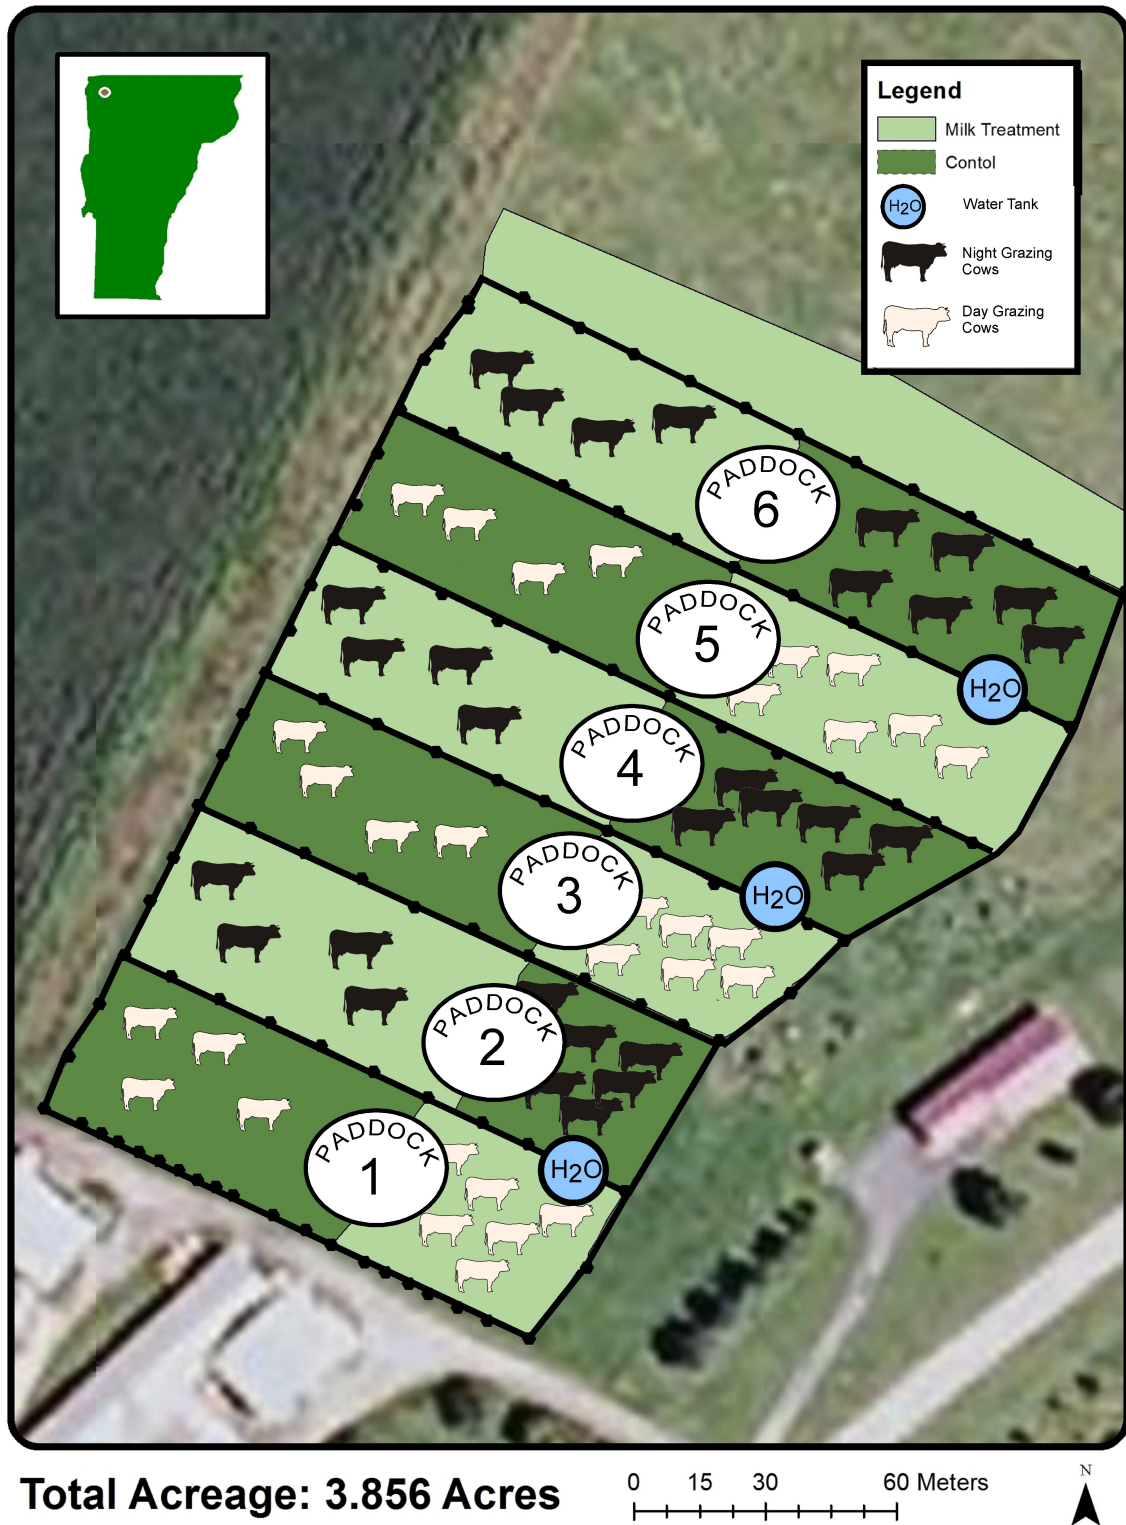 Legend
Milk Treatment
Contol
H2O Water Tank
Night Grazing
Cows
Day Grazing
Cows
PADDOCK
6
PADDOCK
5
H2O
PADDOCK
4
PADDOCK
3
H2O
PADDOCK
2
PADDOCK
1
H2O
Total Acreage: 3.856 Acres
0 15 30 60 Meters
N